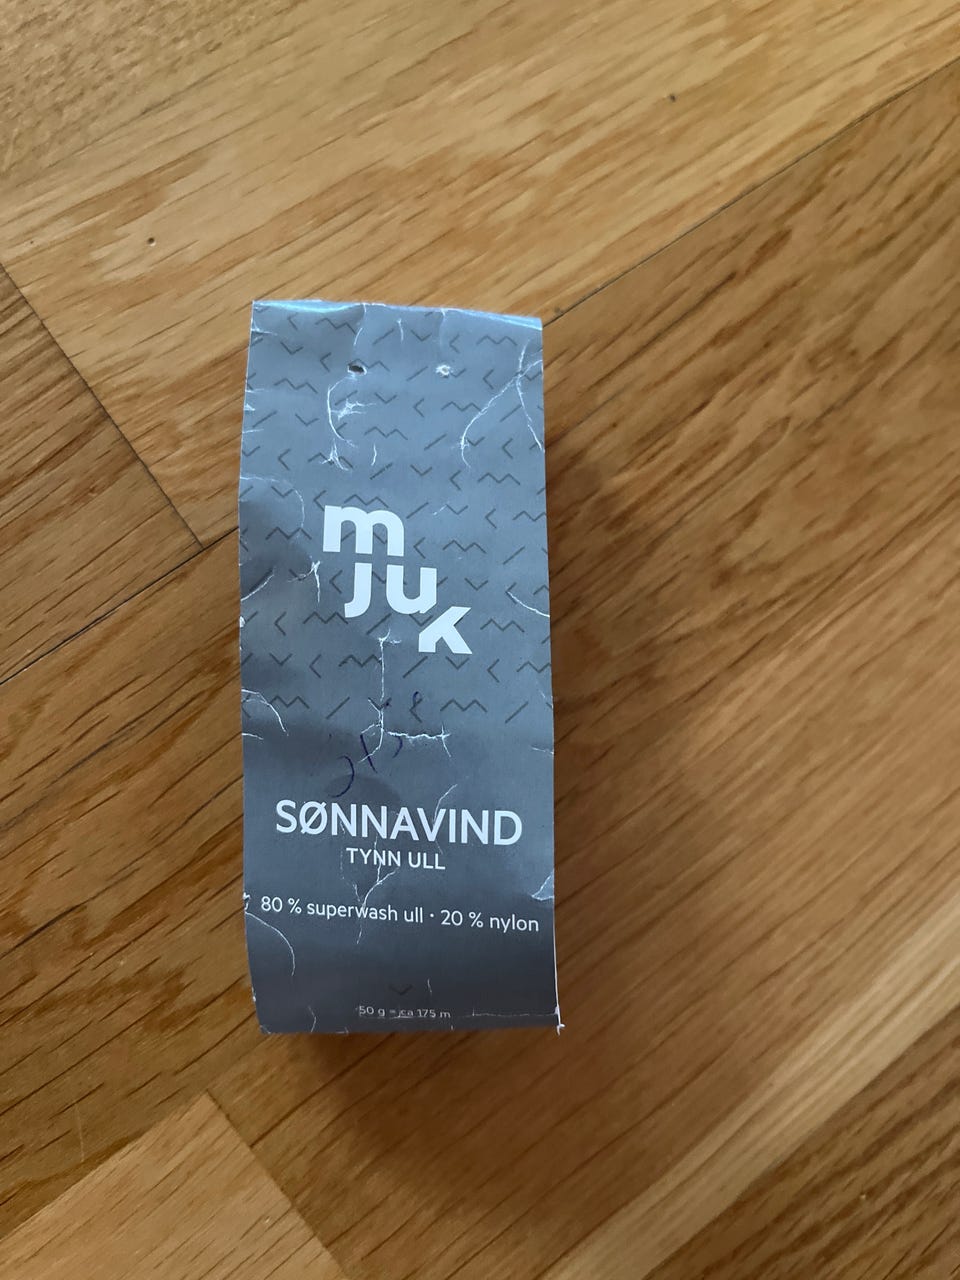 mjuk
SØNNAVIND
TYNN ULL
80 % superwash ull · 20 % nylon
50 g = ca 175 m